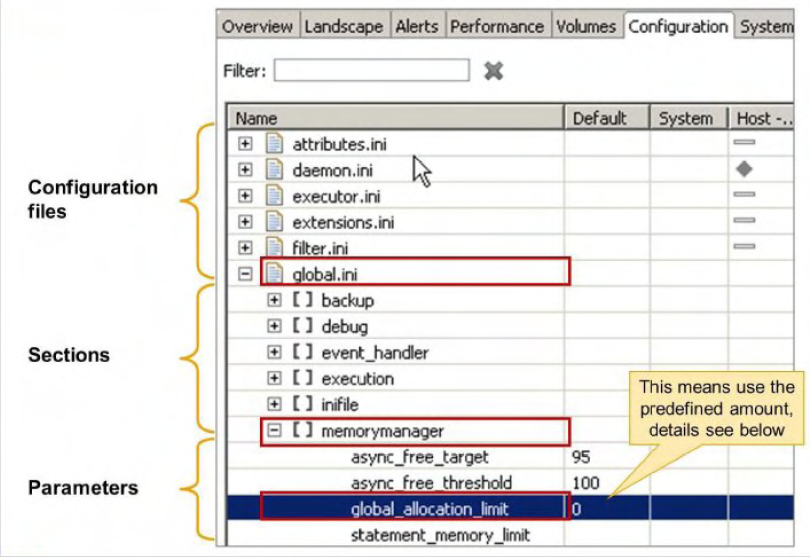 Overview Landscape Alerts Performance Volumes Configuration System
Filter:
Name Default System Host -..
attributes.ini
daemon.ini
executor.ini
extensions.ini
filter.ini
global.ini
[ ] backup
[ ] debug
[ ] event_handler
[ ] execution
[ ] inifile
[ ] memorymanager
async_free_target 95
async_free_threshold 100
global_allocation_limit 0
statement_memory_limit
Configuration
files
Sections
Parameters
This means use the
predefined amount,
details see below